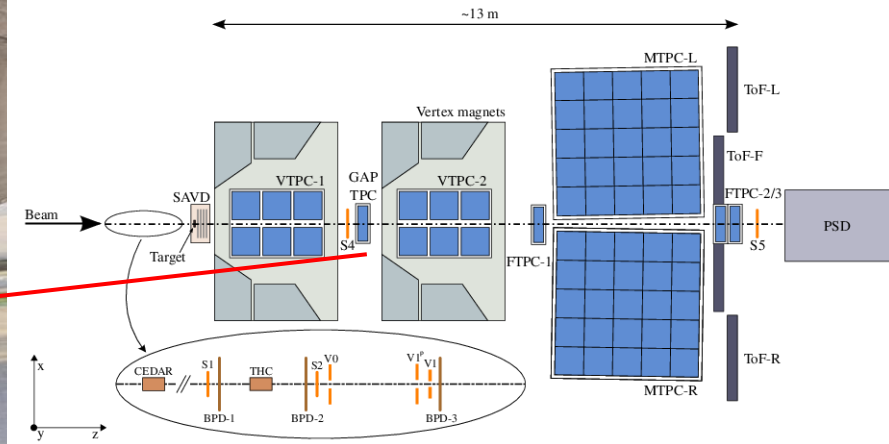 ~13 m
MTPC-L
ToF-L
Vertex magnets
ToF-F
GAP
TPC
VTPC-1
VTPC-2
SAVD
FTPC-2/3
Beam
PSD
S4
S5
Target
FTPC-1
V1ᵖ
V0
V1
S1
S2
CEDAR
THC
x
ToF-R
MTPC-R
BPD-1
BPD-2
BPD-3
y
z